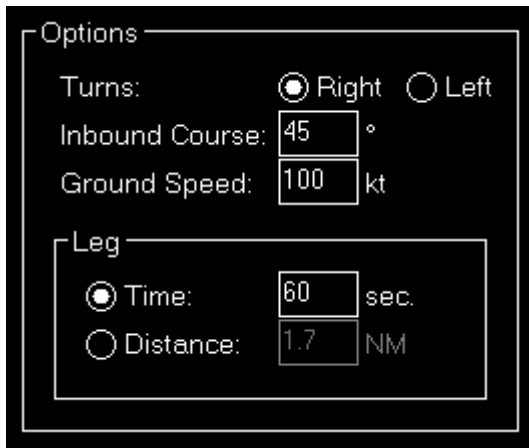 Options
Turns: Right Left
Inbound Course: 45 °
Ground Speed: 100 kt
Leg
Time: 60 sec.
Distance: 1.7 NM